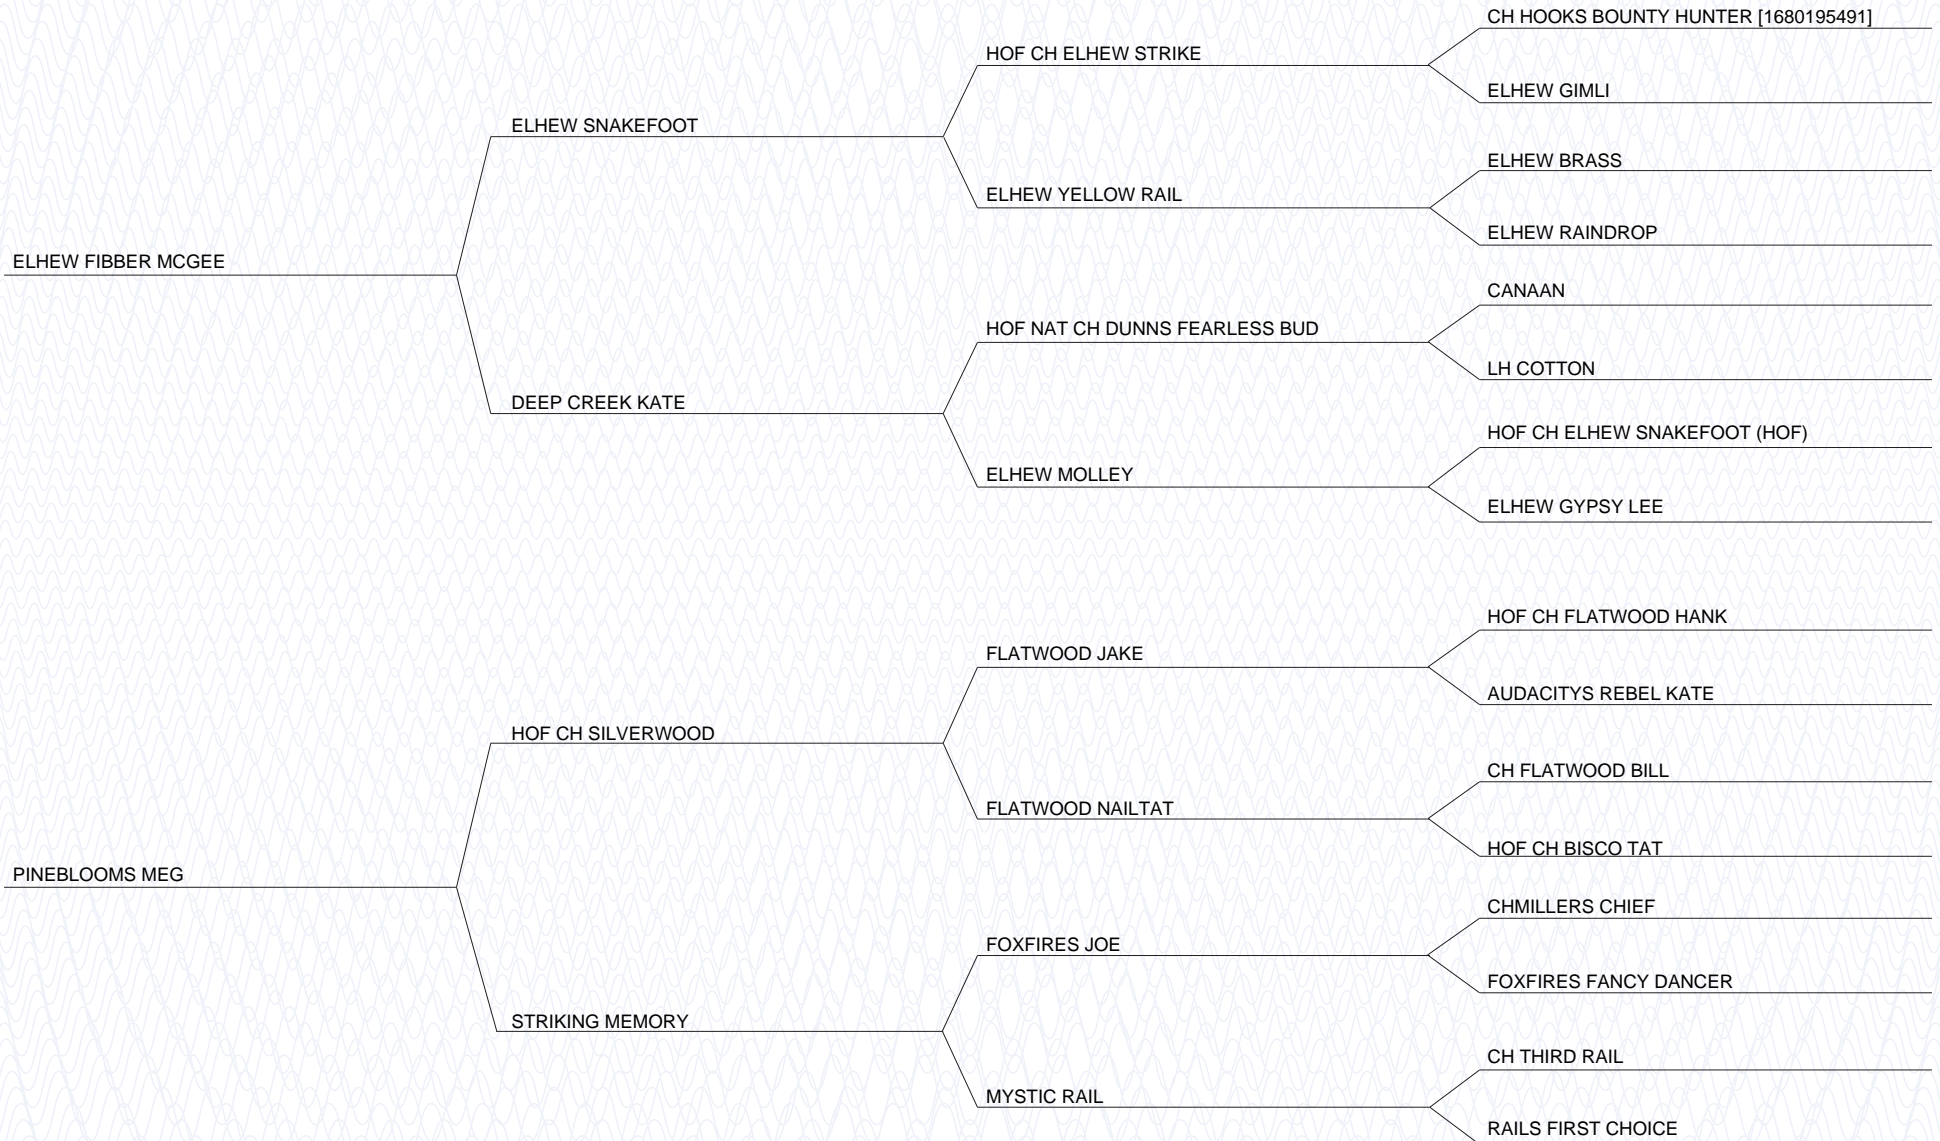 CH HOOKS BOUNTY HUNTER [1680195491]
HOF CH ELHEW STRIKE
ELHEW GIMLI
ELHEW SNAKEFOOT
ELHEW BRASS
ELHEW YELLOW RAIL
ELHEW RAINDROP
ELHEW FIBBER MCGEE
CANAAN
HOF NAT CH DUNNS FEARLESS BUD
LH COTTON
DEEP CREEK KATE
HOF CH ELHEW SNAKEFOOT (HOF)
ELHEW MOLLEY
ELHEW GYPSY LEE
HOF CH FLATWOOD HANK
FLATWOOD JAKE
AUDACITYS REBEL KATE
HOF CH SILVERWOOD
CH FLATWOOD BILL
FLATWOOD NAILTAT
HOF CH BISCO TAT
PINEBLOOMS MEG
CHMILLERS CHIEF
FOXFIRES JOE
FOXFIRES FANCY DANCER
STRIKING MEMORY
CH THIRD RAIL
MYSTIC RAIL
RAILS FIRST CHOICE